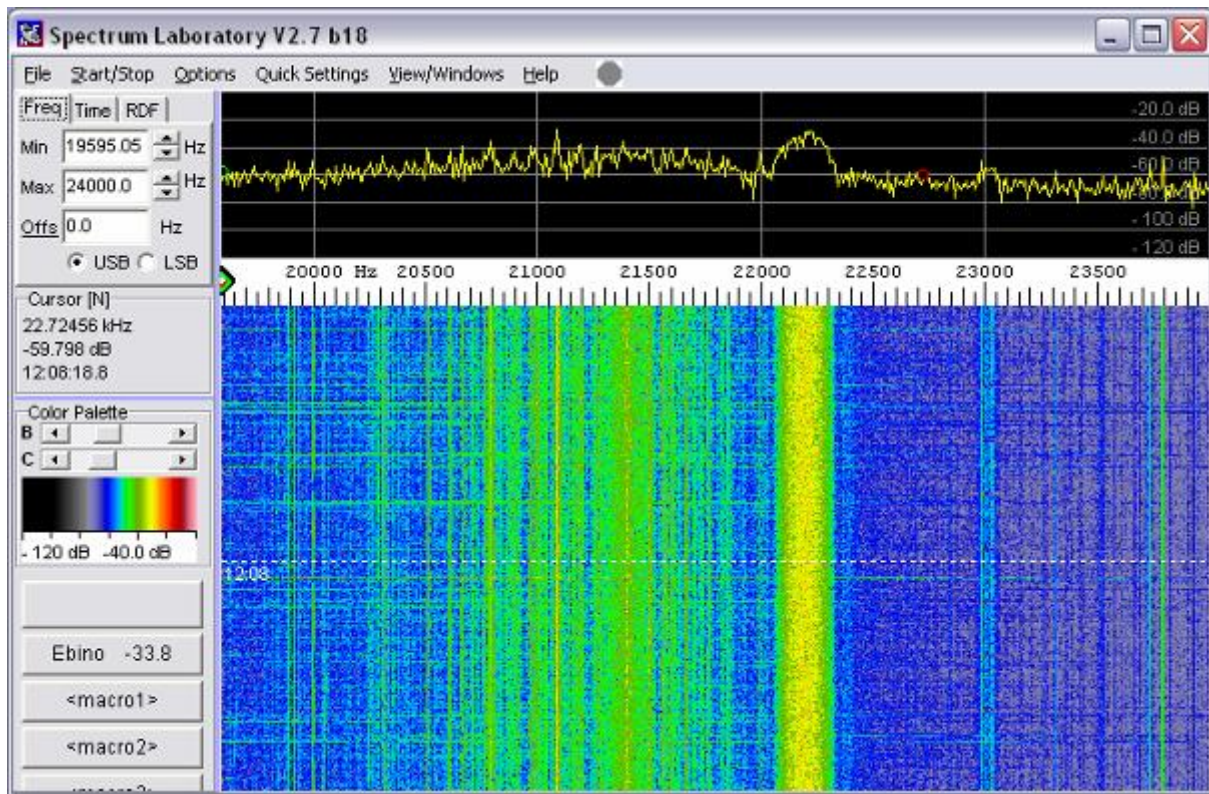 Spectrum Laboratory V2.7 b18
File Start/Stop Options Quick Settings View/Windows Help
Freq Time RDF
Min 19595.05 Hz
Max 24000.0 Hz
Offs 0.0 Hz
USB LSB
Cursor [N]
22.72456 kHz
-59.798 dB
12:08:18.8
Color Palette
B
C
-120 dB -40.0 dB
Ebino -33.8
<macro1>
<macro2>
-20.0 dB
-40.0 dB
-60.0 dB
-100 dB
-120 dB
20000 Hz 20500 21000 21500 22000 22500 23000 23500
12:08